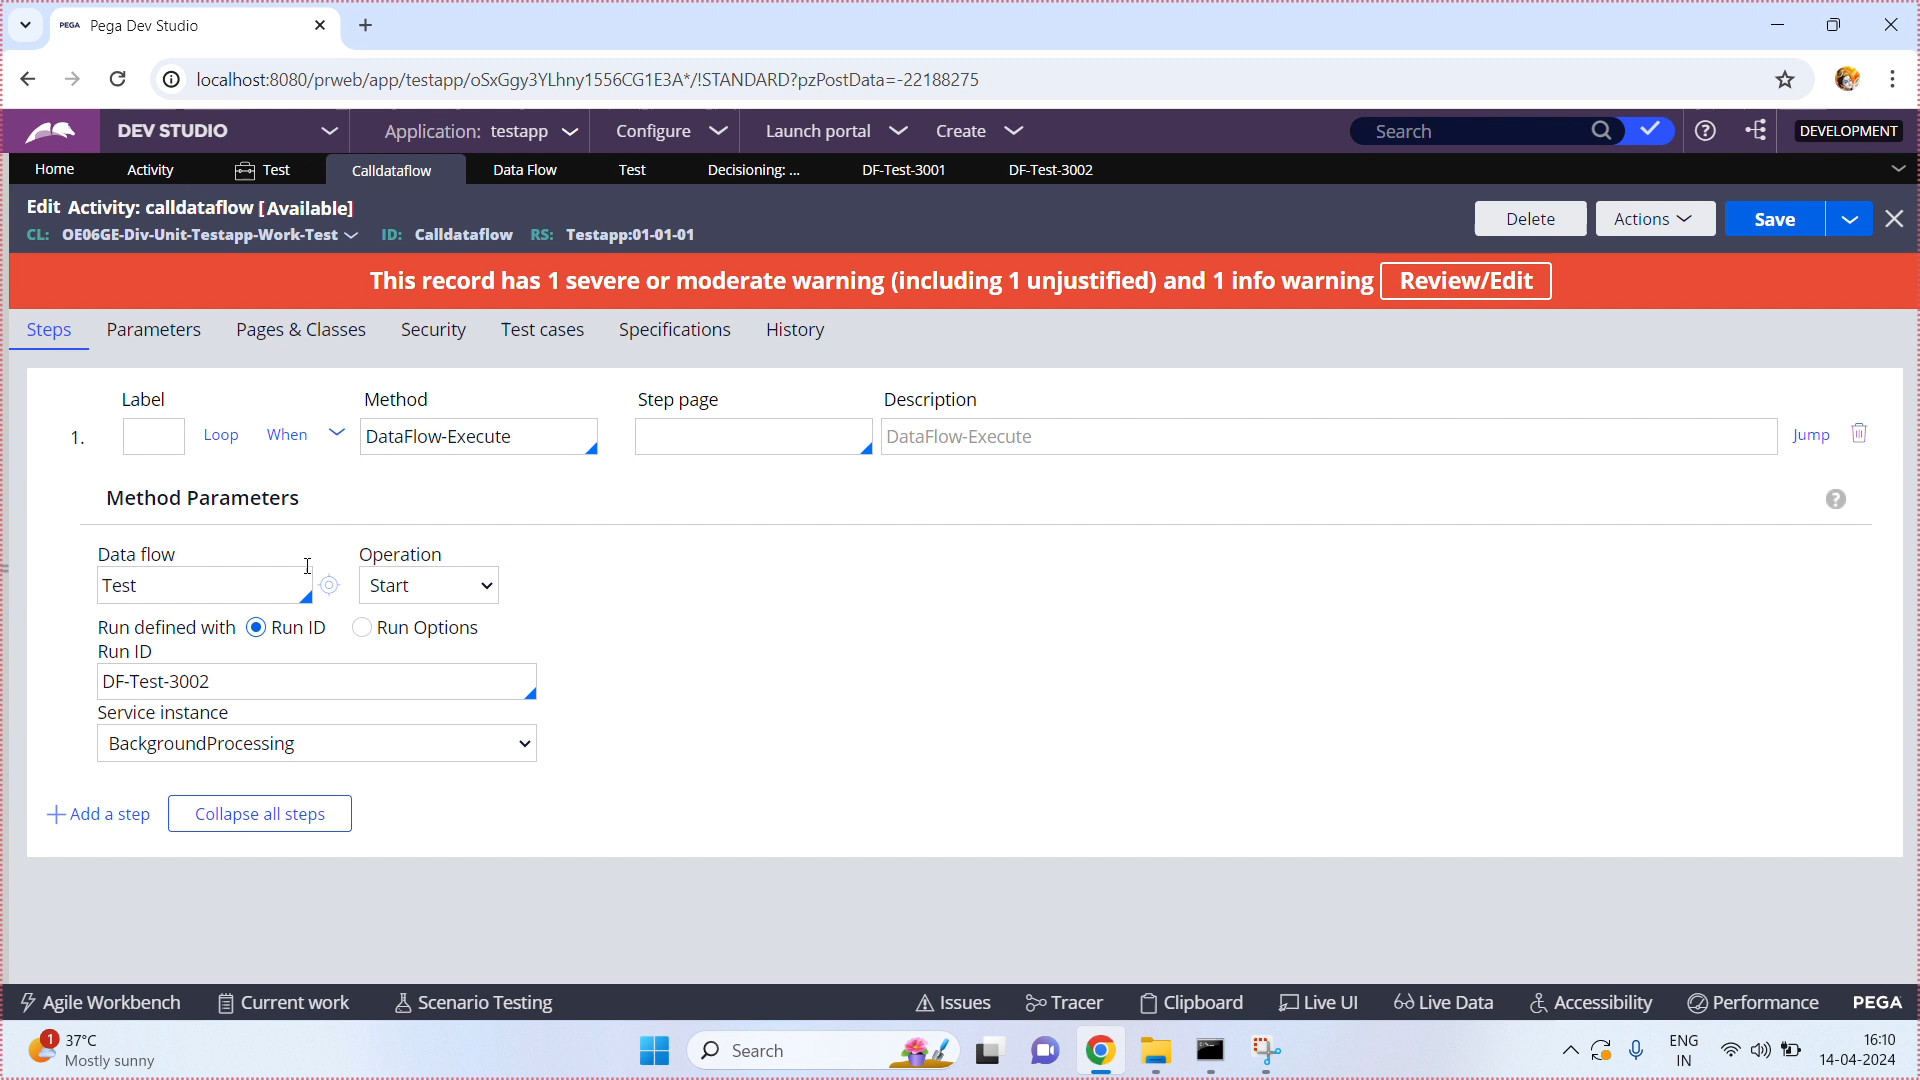 PEGA Pega Dev Studio
localhost:8080/prweb/app/testapp/oSxGgy3YLhny1556CG1E3A*/!STANDARD?pzPostData=-22188275
DEV STUDIO Application: testapp Configure Launch portal Create Search DEVELOPMENT
Home Activity Test Calldataflow Data Flow Test Decisioning: ... DF-Test-3001 DF-Test-3002
Edit Activity: calldataflow [Available] Delete Actions Save
CL: OE06GE-Div-Unit-Testapp-Work-Test ID: Calldataflow RS: Testapp:01-01-01
This record has 1 severe or moderate warning (including 1 unjustified) and 1 info warning Review/Edit
Steps Parameters Pages & Classes Security Test cases Specifications History
Label Method Step page Description
1. Loop When DataFlow-Execute DataFlow-Execute Jump
Method Parameters ?
Data flow Operation
Test Start
Run defined with Run ID Run Options
Run ID
DF-Test-3002
Service instance
BackgroundProcessing
Add a step Collapse all steps
Agile Workbench Current work Scenario Testing Issues Tracer Clipboard Live UI Live Data Accessibility Performance PEGA
1 37°C Search ENG 16:10
Mostly sunny IN 14-04-2024